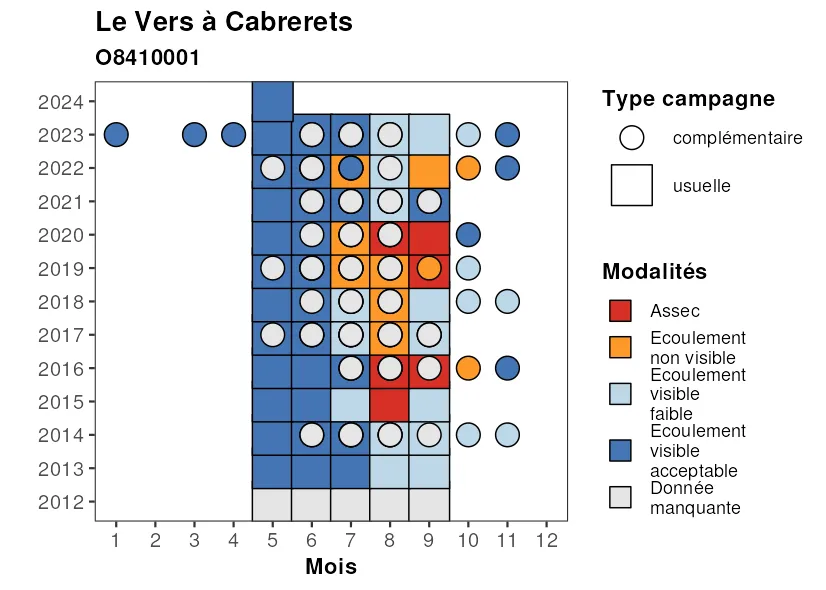 Le Vers à Cabrerets
O8410001
2024
2023
2022
2021
2020
2019
2018
2017
2016
2015
2014
2013
2012
1 2 3 4 5 6 7 8 9 10 11 12
Mois
Type campagne
complémentaire
usuelle
Modalités
Assec
Ecoulement
non visible
Ecoulement
visible
faible
Ecoulement
visible
acceptable
Donnée
manquante